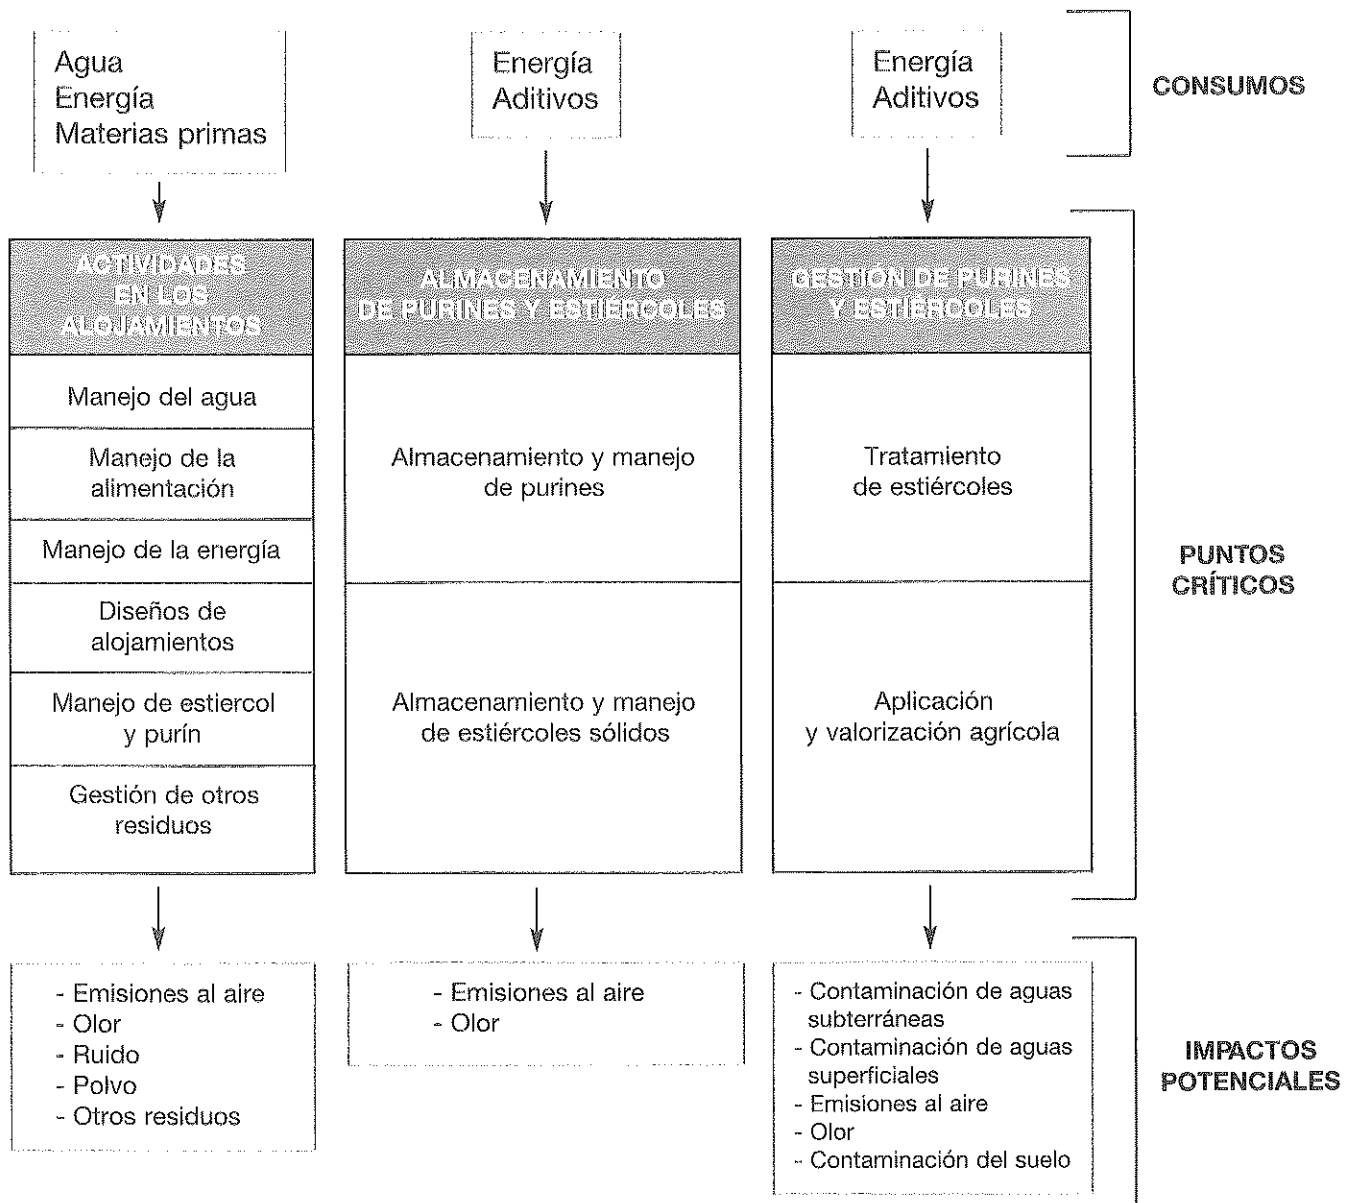 Agua
Energía
Materias primas
Energía
Aditivos
Energía
Aditivos
CONSUMOS
ACTIVIDADES
EN LOS
ALOJAMIENTOS
Manejo del agua
Manejo de la
alimentación
Manejo de la energía
Diseños de
alojamientos
Manejo de estiercol
y purín
Gestión de otros
residuos
ALMACENAMIENTO
DE PURINES Y ESTIÉRCOLES
Almacenamiento y manejo
de purines
Almacenamiento y manejo
de estiércoles sólidos
GESTIÓN DE PURINES
Y ESTIÉRCOLES
Tratamiento
de estiércoles
Aplicación
y valorización agrícola
PUNTOS
CRÍTICOS
- Emisiones al aire
- Olor
- Ruido
- Polvo
- Otros residuos
- Emisiones al aire
- Olor
- Contaminación de aguas
subterráneas
- Contaminación de aguas
superficiales
- Emisiones al aire
- Olor
- Contaminación del suelo
IMPACTOS
POTENCIALES